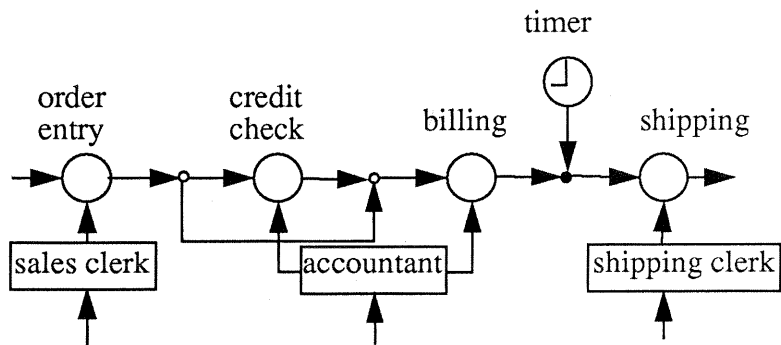 timer
order
entry
credit
check
billing
shipping
sales clerk
accountant
shipping clerk